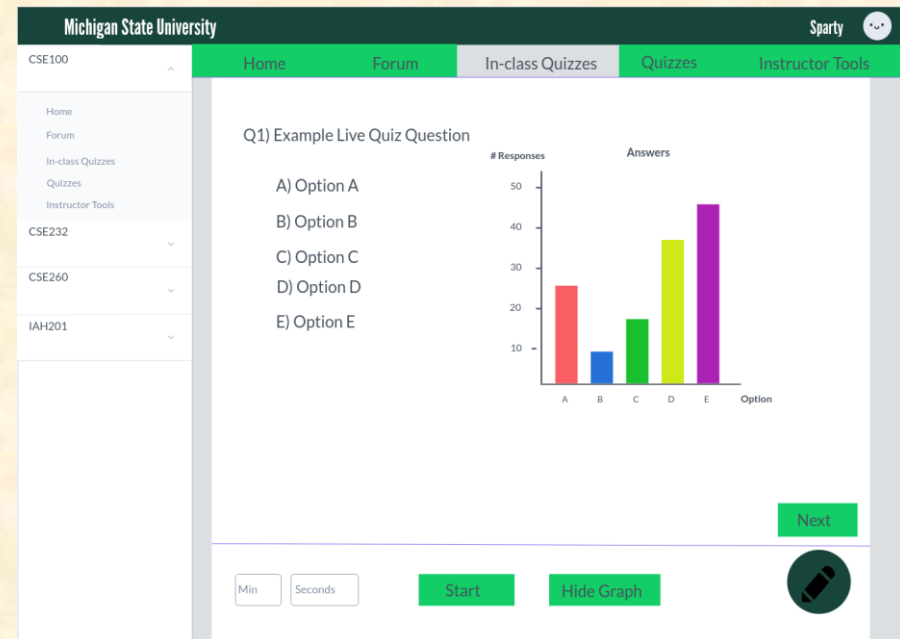 Michigan State University
Sparty
CSE100
Home
Forum
In-class Quizzes
Quizzes
Instructor Tools
CSE232
CSE260
IAH201
Home Forum In-class Quizzes Quizzes Instructor Tools
Q1) Example Live Quiz Question
A) Option A
B) Option B
C) Option C
D) Option D
E) Option E
# Responses
Answers
50
40
30
20
10
A B C D E
Option
Next
Min
Seconds
Start
Hide Graph